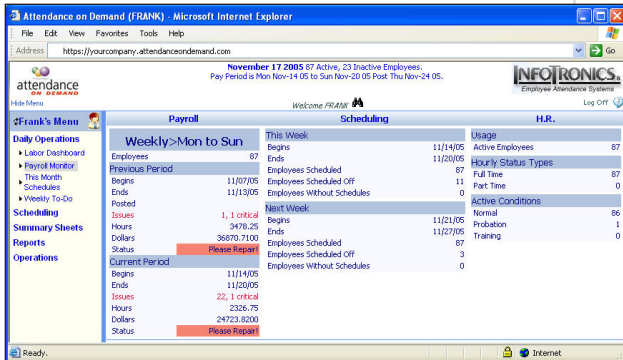 Attendance on Demand (FRANK) - Microsoft Internet Explorer
File Edit View Favorites Tools Help
Address https://yourcompany.attendanceondemand.com Go
November 17 2005 87 Active, 23 Inactive Employees.
Pay Period is Mon Nov-14 05 to Sun Nov-20 05 Post Thu Nov-24 05.
attendance
ON DEMAND
INFOTRONICS
Employee Attendance Systems
Hide Menu Welcome FRANK Log Off
Frank's Menu
Daily Operations
Labor Dashboard
Payroll Monitor
This Month
Schedules
Weekly To-Do
Scheduling
Summary Sheets
Reports
Operations
Payroll
Weekly>Mon to Sun
Employees 87
Previous Period
Begins 11/07/05
Ends 11/13/05
Posted
Issues 1, 1 critical
Hours 3478.25
Dollars 36870.7100
Status Please Repair!
Current Period
Begins 11/14/05
Ends 11/20/05
Issues 22, 1 critical
Hours 2326.75
Dollars 24723.8200
Status Please Repair!
Scheduling
This Week
Begins 11/14/05
Ends 11/20/05
Employees Scheduled 87
Employees Scheduled Off 11
Employees Without Schedules 0
Next Week
Begins 11/21/05
Ends 11/27/05
Employees Scheduled 87
Employees Scheduled Off 3
Employees Without Schedules 0
H.R.
Usage
Active Employees 87
Hourly Status Types
Full Time 87
Part Time 0
Active Conditions
Normal 86
Probation 1
Training 0
Ready. Internet